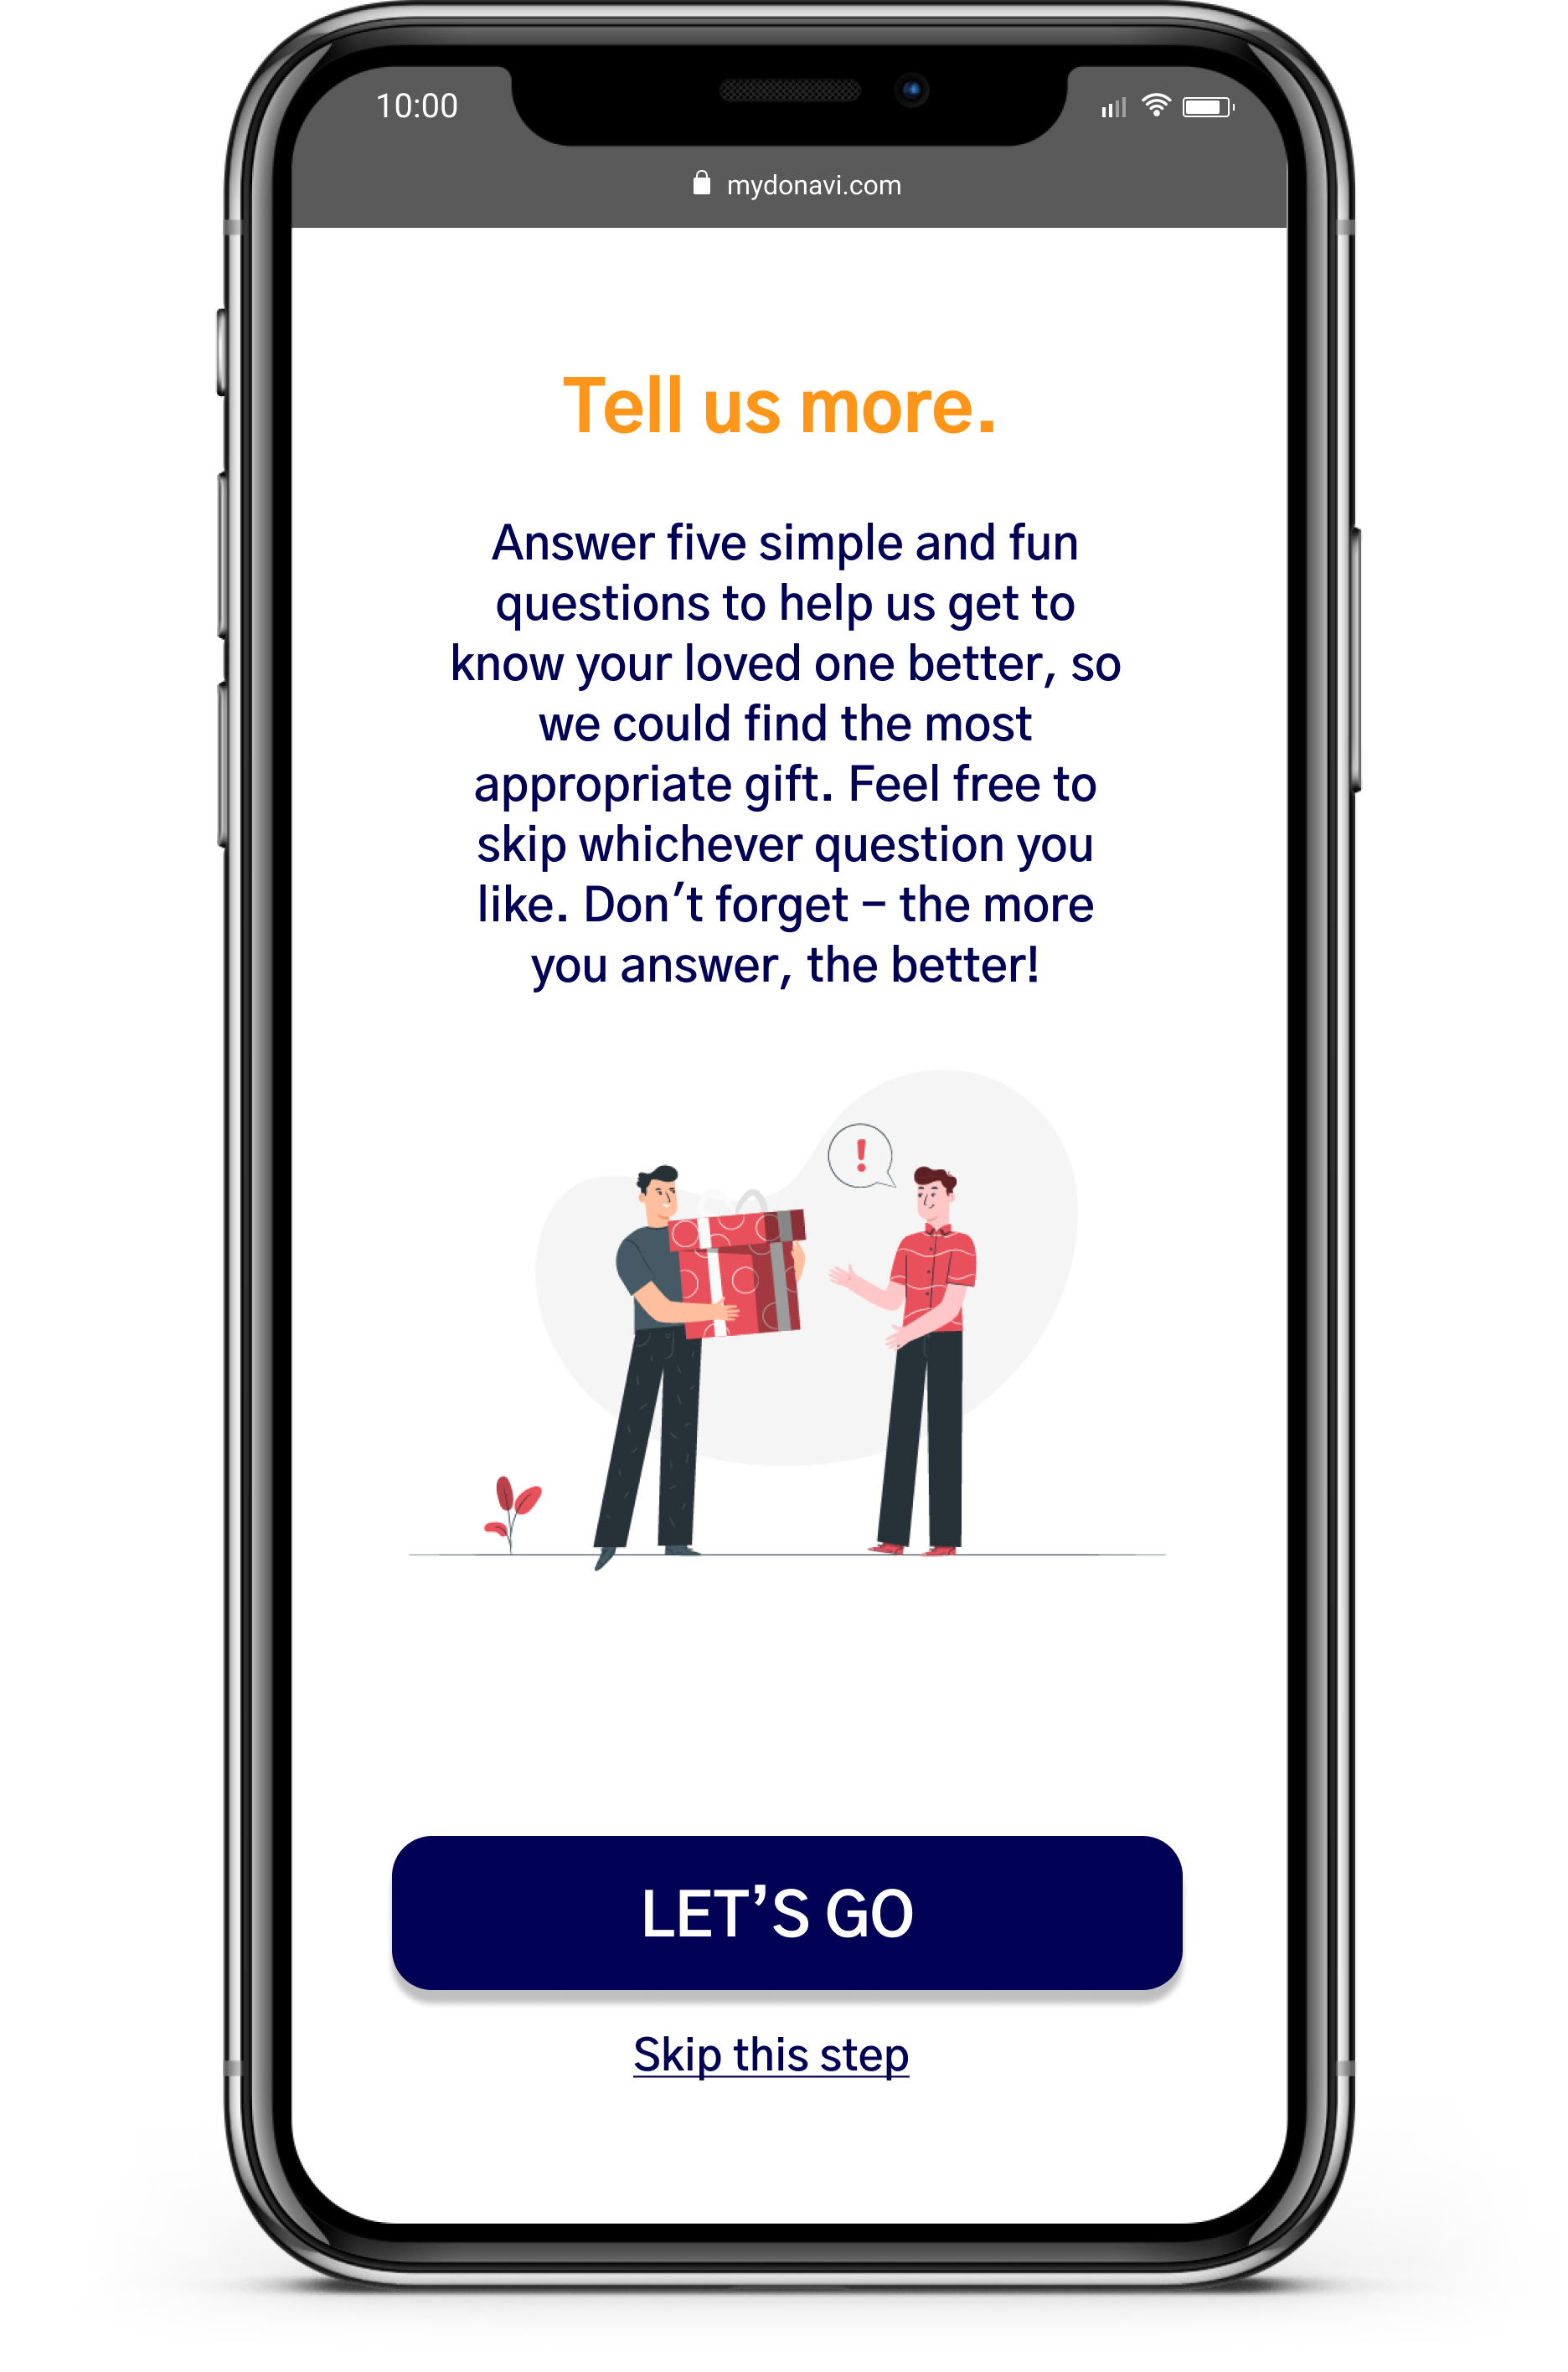 10:00
mydonavi.com
Tell us more.
Answer five simple and fun
questions to help us get to
know your loved one better, so
we could find the most
appropriate gift. Feel free to
skip whichever question you
like. Don't forget - the more
you answer, the better!
!
LET’S GO
Skip this step